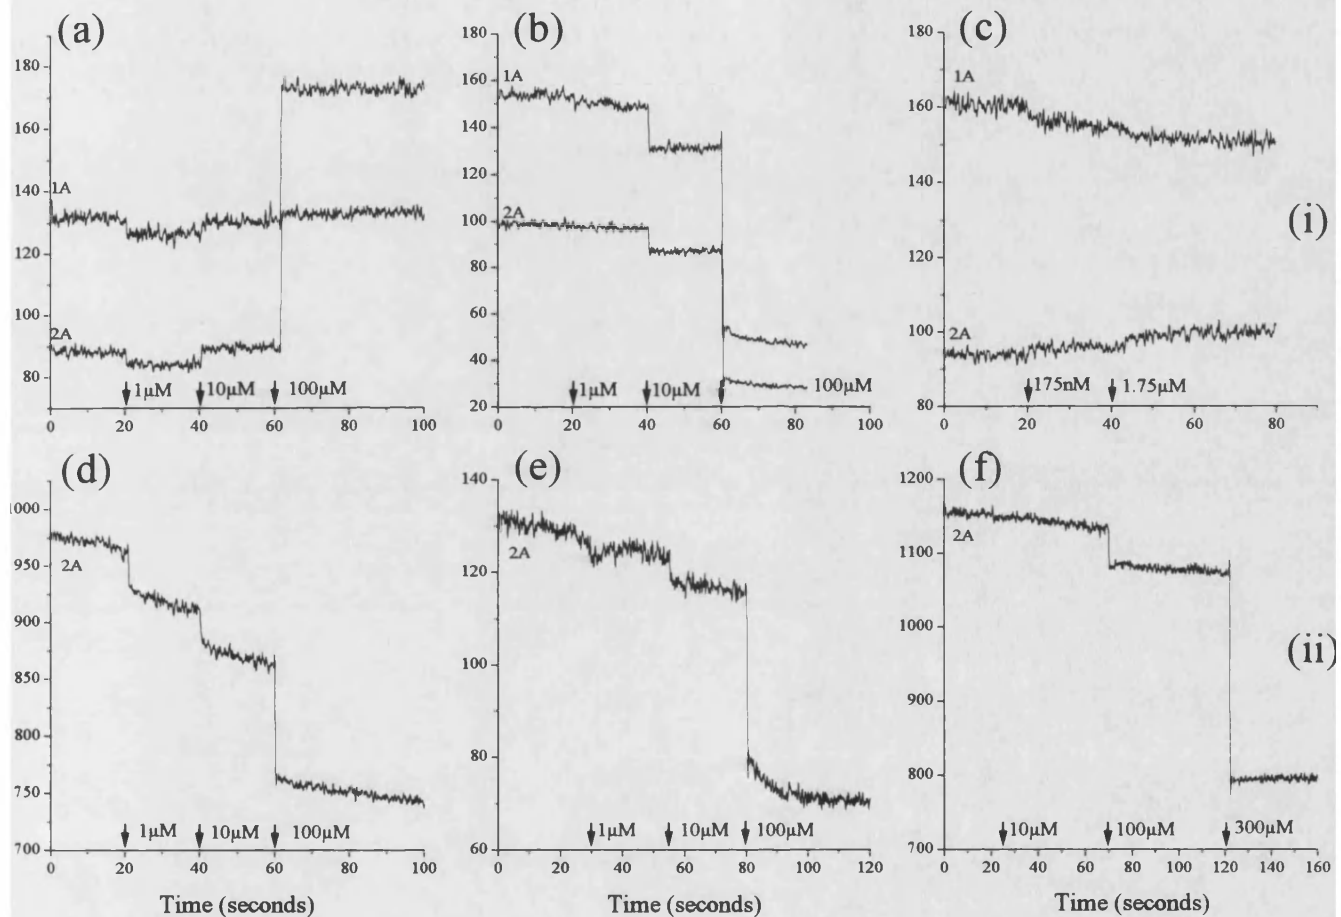 (a)
180
160
140
120
100
80
1A
2A
1µM
10µM
100µM
0
20
40
60
80
100
(b)
180
160
140
120
100
80
60
40
20
1A
2A
1µM
10µM
100µM
0
20
40
60
80
100
(c)
180
160
140
120
100
80
1A
2A
175nM
1.75µM
0
20
40
60
80
(i)
(d)
1000
950
900
850
800
750
700
2A
1µM
10µM
100µM
0
20
40
60
80
100
Time (seconds)
(e)
140
120
100
80
60
2A
1µM
10µM
100µM
0
20
40
60
80
100
120
Time (seconds)
(f)
1200
1100
1000
900
800
700
2A
10µM
100µM
300µM
0
20
40
60
80
100
120
140
160
Time (seconds)
(ii)